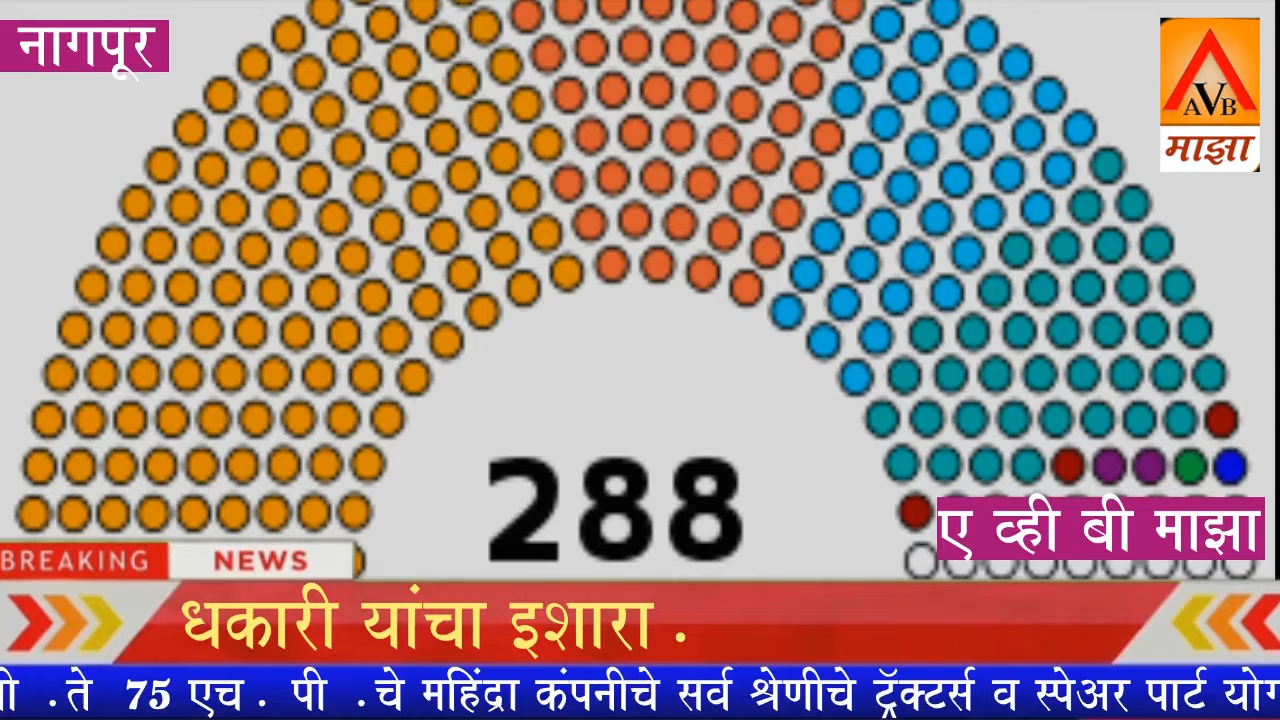 नागपूर
AVB
माझा
288
ए व्ही बी माझा
BREAKING NEWS
धकारी यांचा इशारा .
. ते 75 एच . पी . चे महिंद्रा कंपनीचे सर्व श्रेणीचे ट्रॅक्टर्स व स्पेअर पार्ट